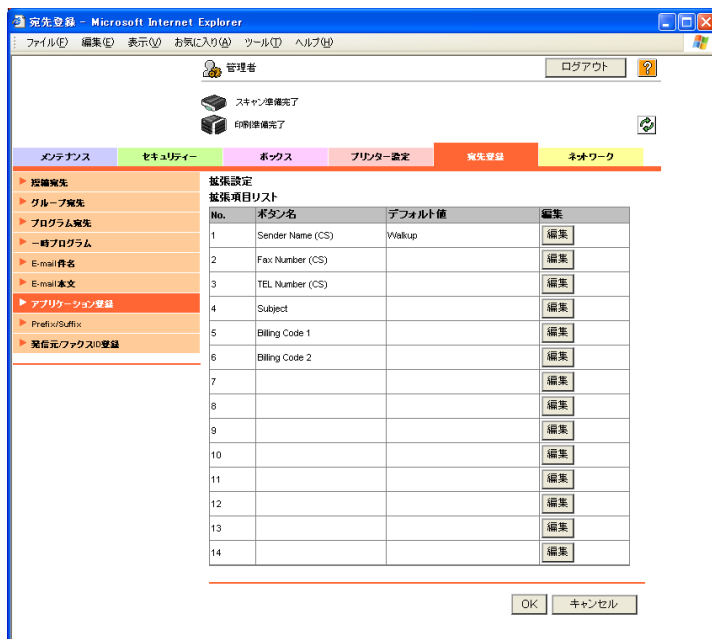 宛先登録 - Microsoft Internet Explorer
ファイル(F) 編集(E) 表示(V) お気に入り(A) ツール(T) ヘルプ(H)
管理者 ログアウト ?
スキャン準備完了
印刷準備完了
メンテナンス セキュリティー ボックス プリンター設定 宛先登録 ネットワーク
短縮宛先
グループ宛先
プログラム宛先
一時プログラム
E-mail件名
E-mail本文
アプリケーション登録
Prefix/Suffix
発信元/ファクスID登録
拡張設定
拡張項目リスト
No. ボタン名 デフォルト値 編集
1 Sender Name (CS) Walkup 編集
2 Fax Number (CS) 編集
3 TEL Number (CS) 編集
4 Subject 編集
5 Billing Code 1 編集
6 Billing Code 2 編集
7 編集
8 編集
9 編集
10 編集
11 編集
12 編集
13 編集
14 編集
OK キャンセル